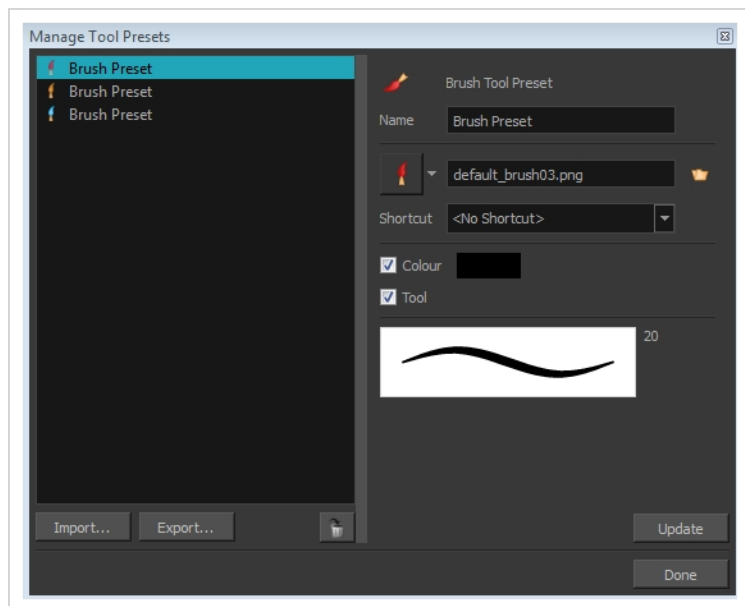 Manage Tool Presets
Brush Preset
Brush Preset
Brush Preset
Import...
Export...
Brush Tool Preset
Name
Brush Preset
default_brush03.png
Shortcut
<No Shortcut>
Colour
Tool
20
Update
Done